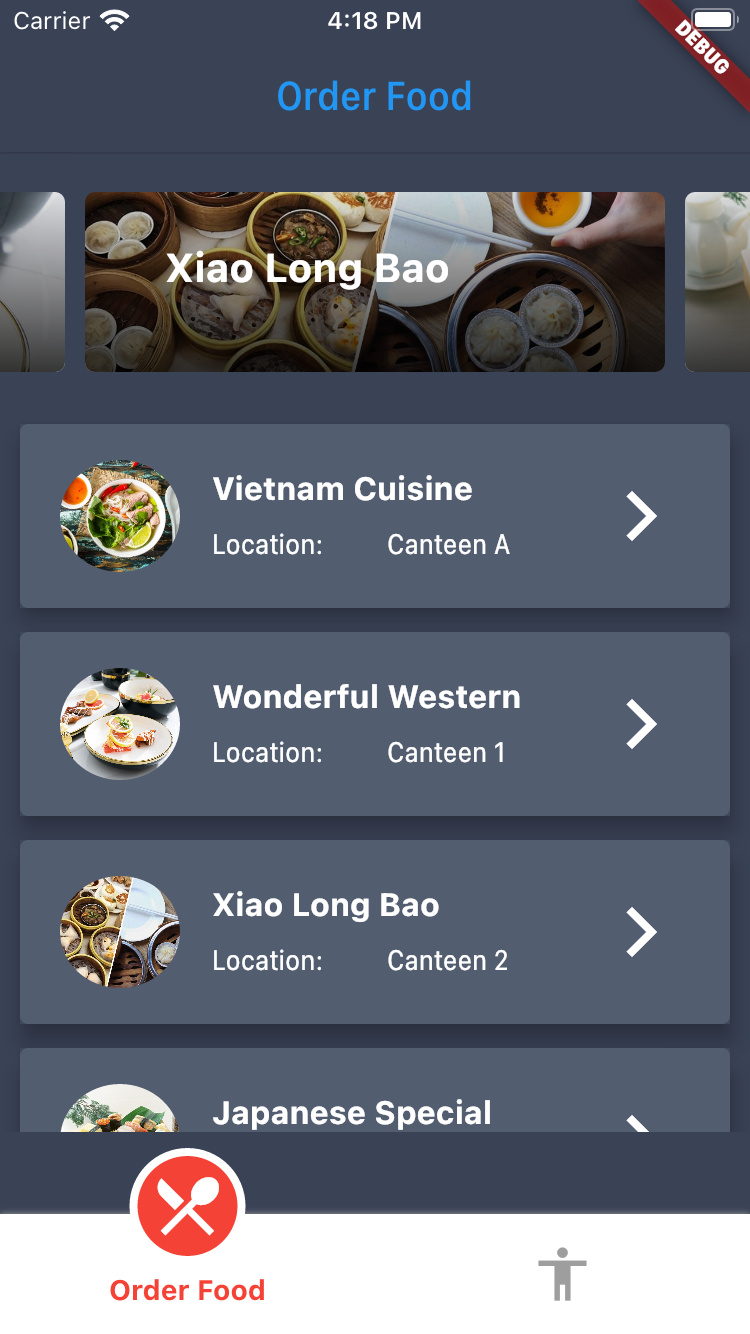 Carrier 4:18 PM
DEBUG
Order Food
Xiao Long Bao
Vietnam Cuisine
Location: Canteen A
Wonderful Western
Location: Canteen 1
Xiao Long Bao
Location: Canteen 2
Japanese Special
Order Food